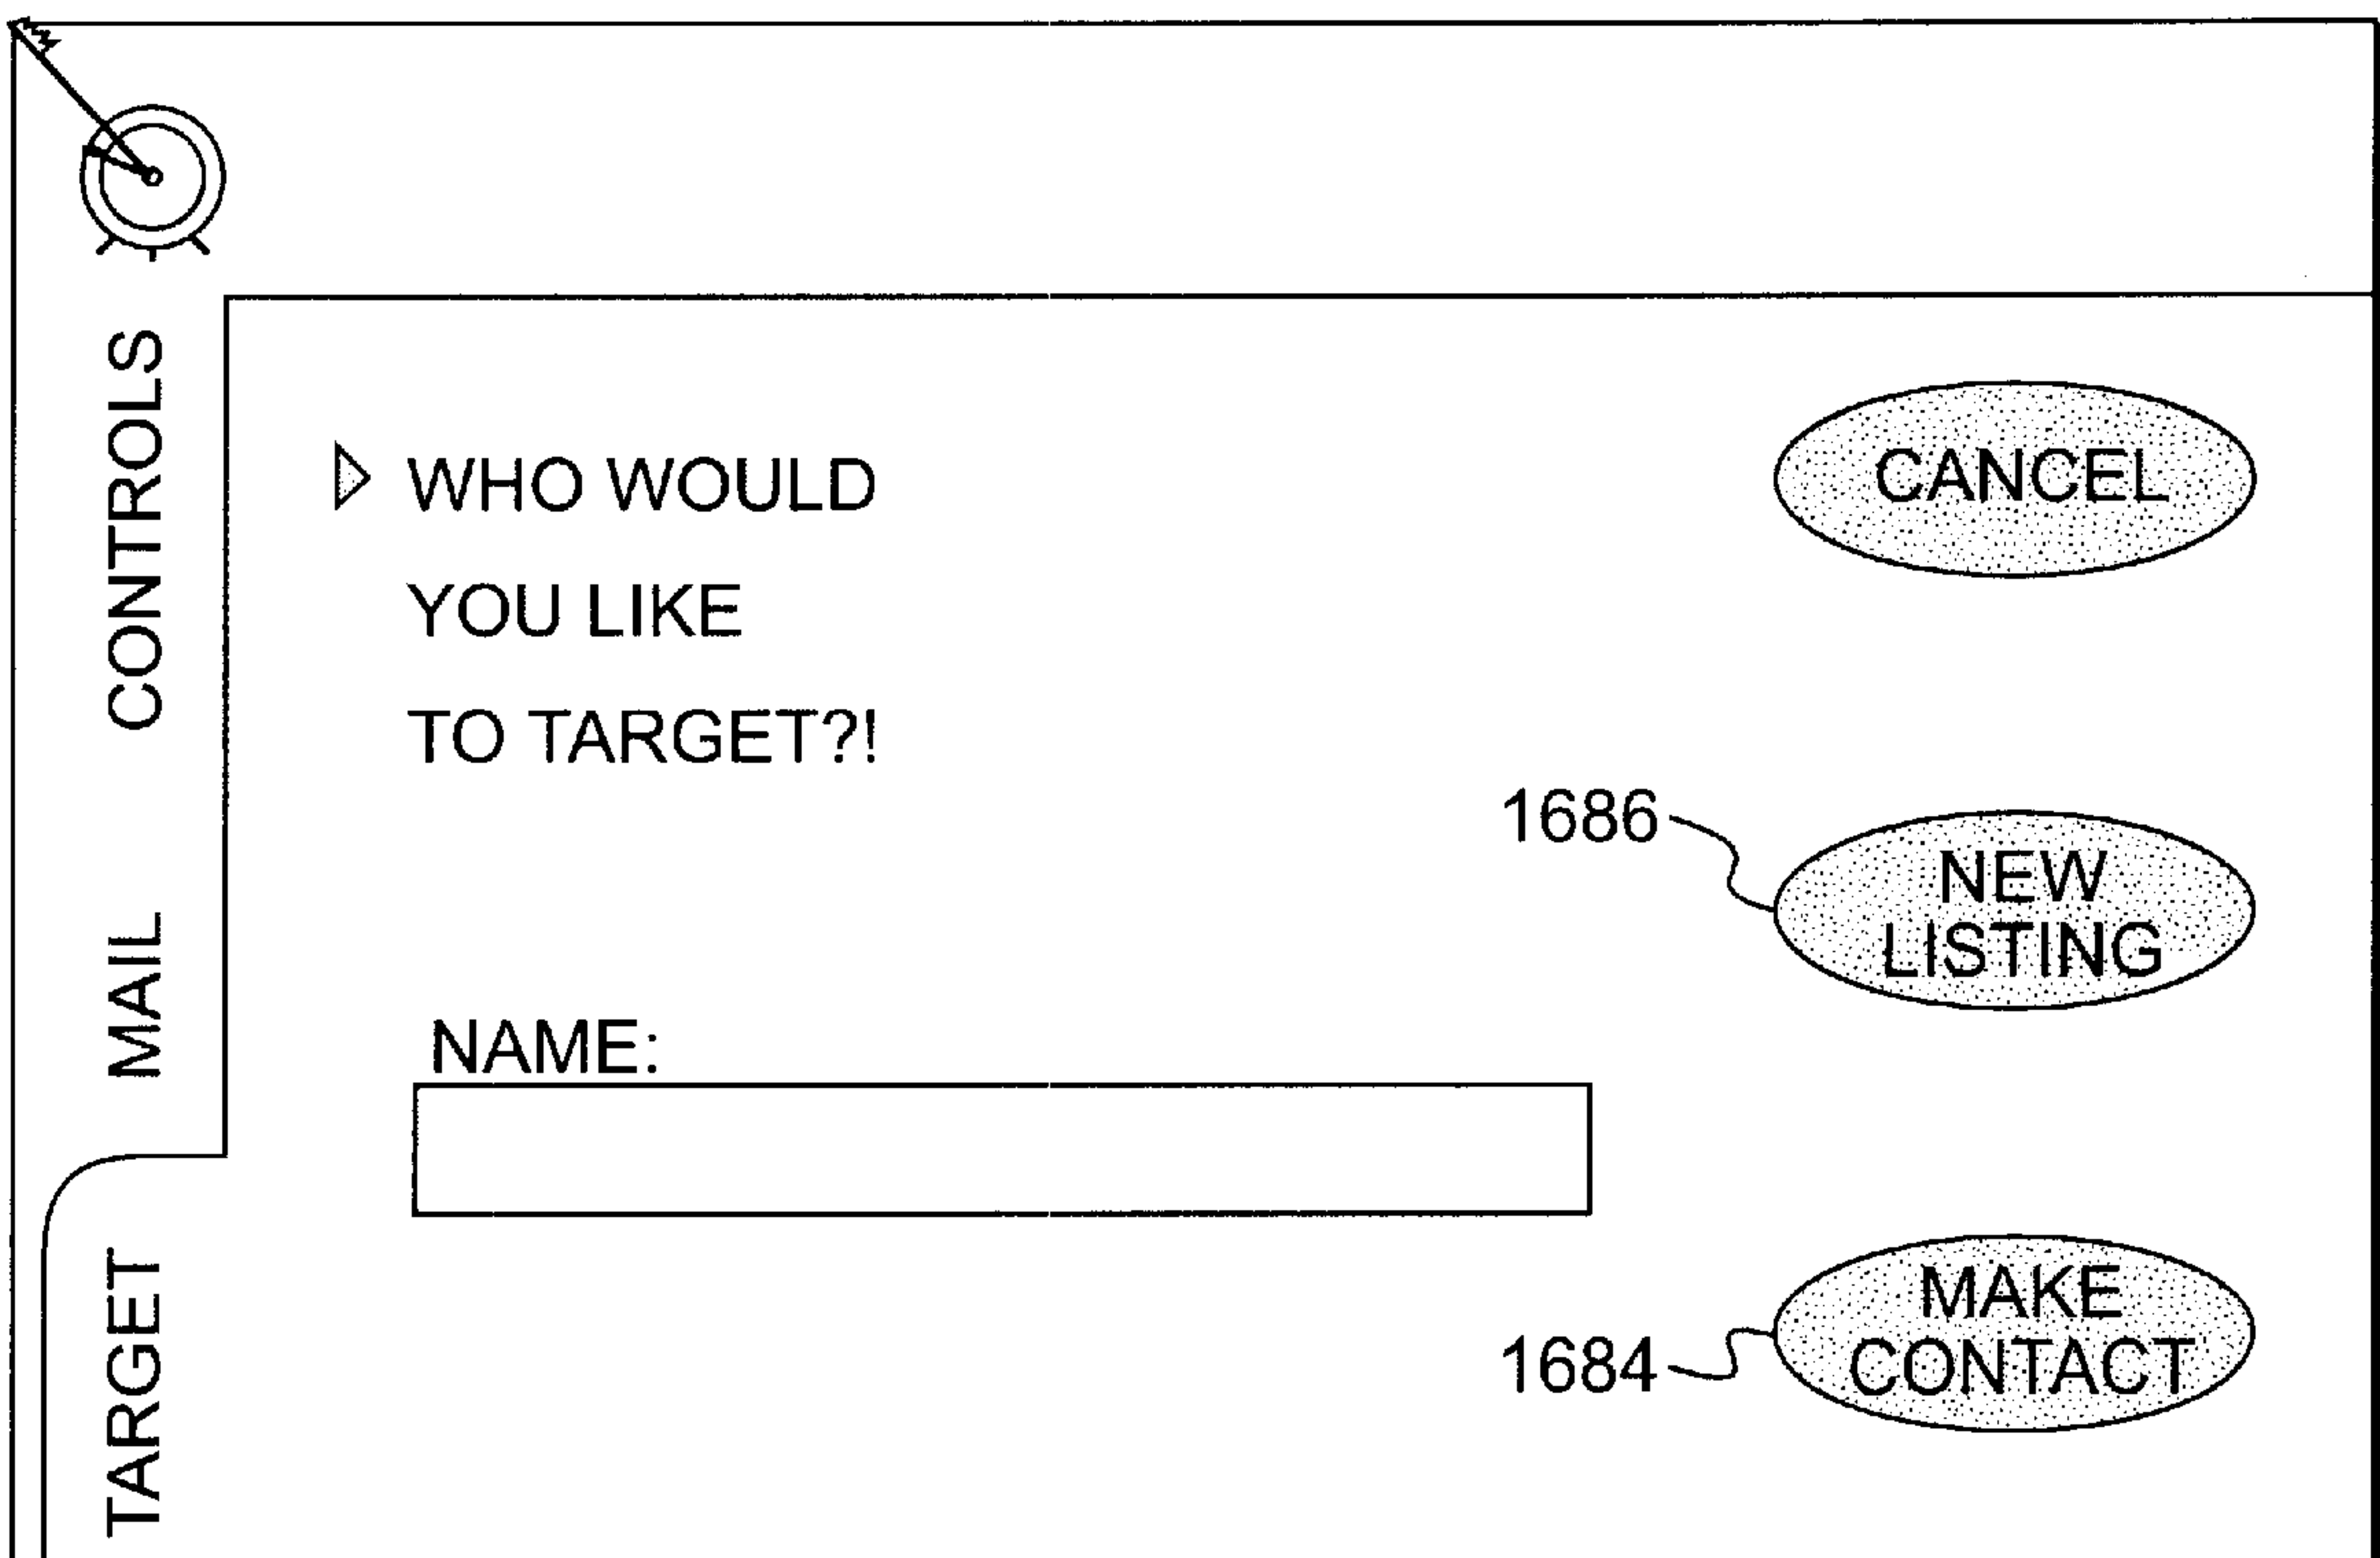 CONTROLS
MAIL
TARGET
WHO WOULD
YOU LIKE
TO TARGET?!
NAME:
CANCEL
1686
NEW
LISTING
MAKE
CONTACT
1684